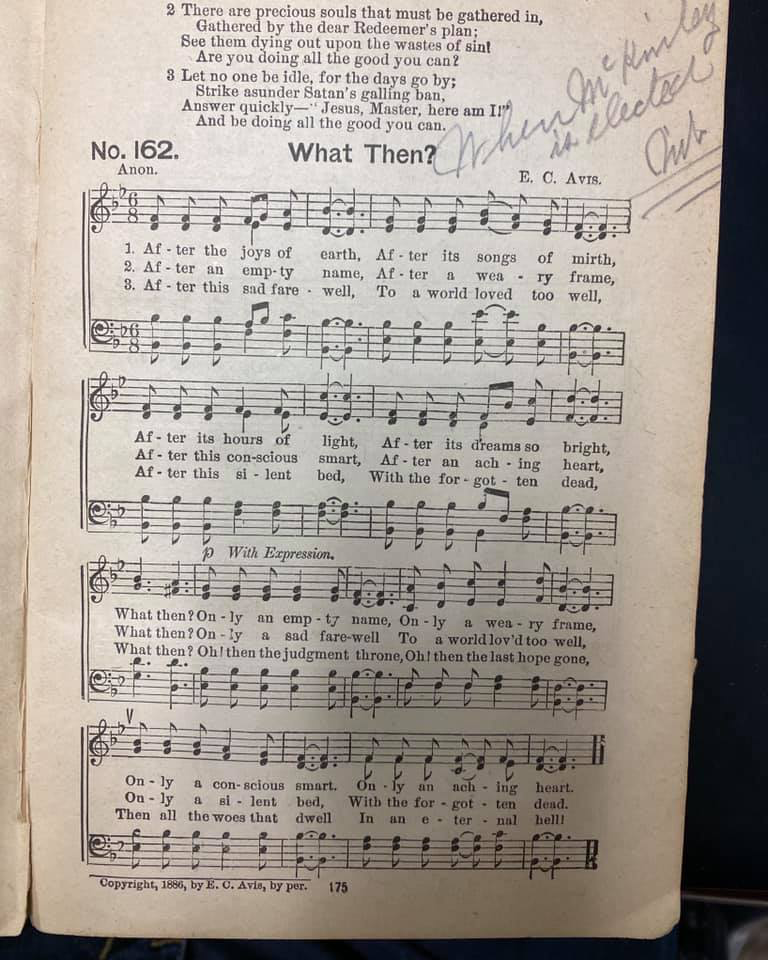 2 There are precious souls that must be gathered in,
Gathered by the dear Redeemer's plan;
See them dying out upon the wastes of sin!
Are you doing all the good you can?
3 Let no one be idle, for the days go by;
Strike asunder Satan's galling ban,
Answer quickly—"Jesus, Master, here am I!"
And be doing all the good you can.
When McKinley
is elected
No. 162. What Then?
Anon. E. C. Avis.
1. Af - ter the joys of earth, Af - ter its songs of mirth,
2. Af - ter an emp - ty name, Af - ter a wea - ry frame,
3. Af - ter this sad fare - well, To a world loved too well,
Af - ter its hours of light, Af - ter its dreams so bright,
Af - ter this con-scious smart, Af - ter an ach - ing heart,
Af - ter this si - lent bed, With the for - got - ten dead,
p With Expression.
What then? On - ly an emp - ty name, On - ly a wea - ry frame,
What then? On - ly a sad fare-well To a world lov'd too well,
What then? Oh! then the judgment throne, Oh! then the last hope gone,
On - ly a con - scious smart. On - ly an ach - ing heart.
On - ly a si - lent bed, With the for - got - ten dead.
Then all the woes that dwell In an e - ter - nal hell!
Copyright, 1886, by E. C. Avis, by per. 175